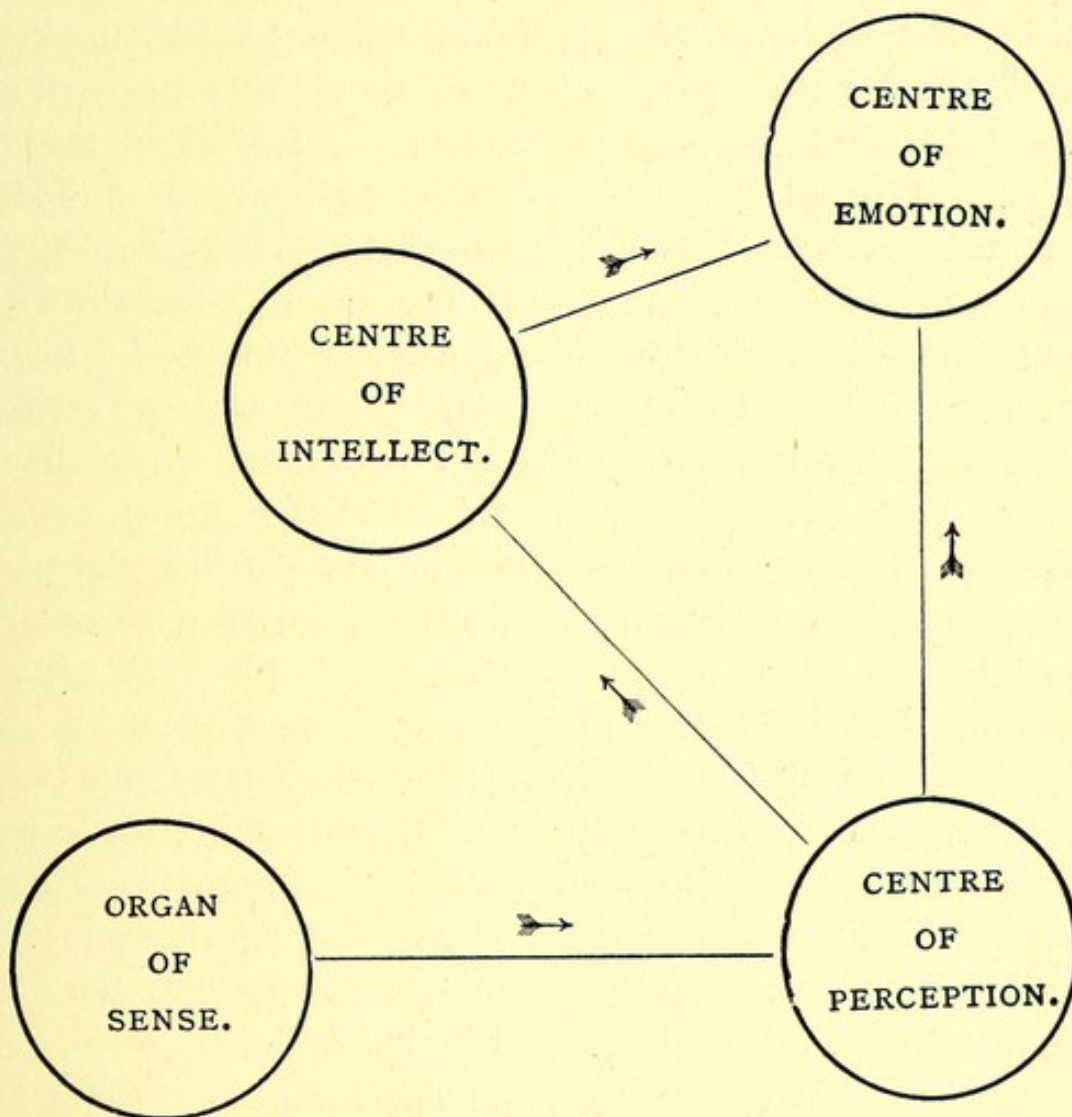 CENTRE
OF
EMOTION.
CENTRE
OF
INTELLECT.
ORGAN
OF
SENSE.
CENTRE
OF
PERCEPTION.